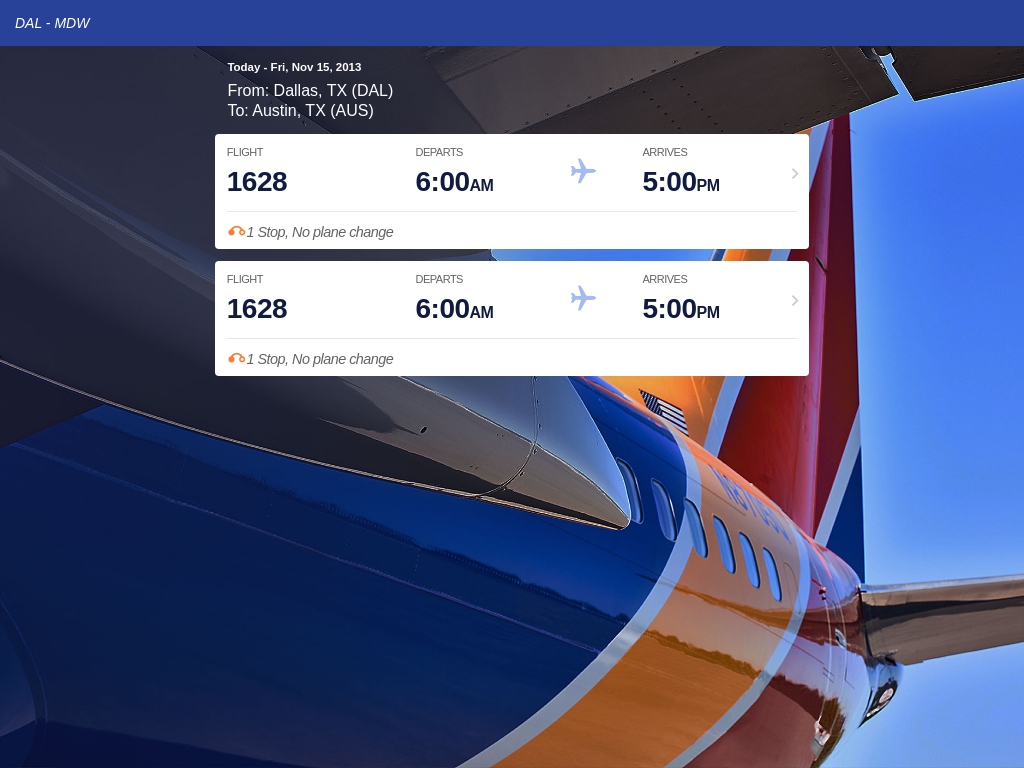 DAL - MDW
Today - Fri, Nov 15, 2013
From: Dallas, TX (DAL)
To: Austin, TX (AUS)
FLIGHT DEPARTS ARRIVES
1628 6:00AM 5:00PM
1 Stop, No plane change
FLIGHT DEPARTS ARRIVES
1628 6:00AM 5:00PM
1 Stop, No plane change